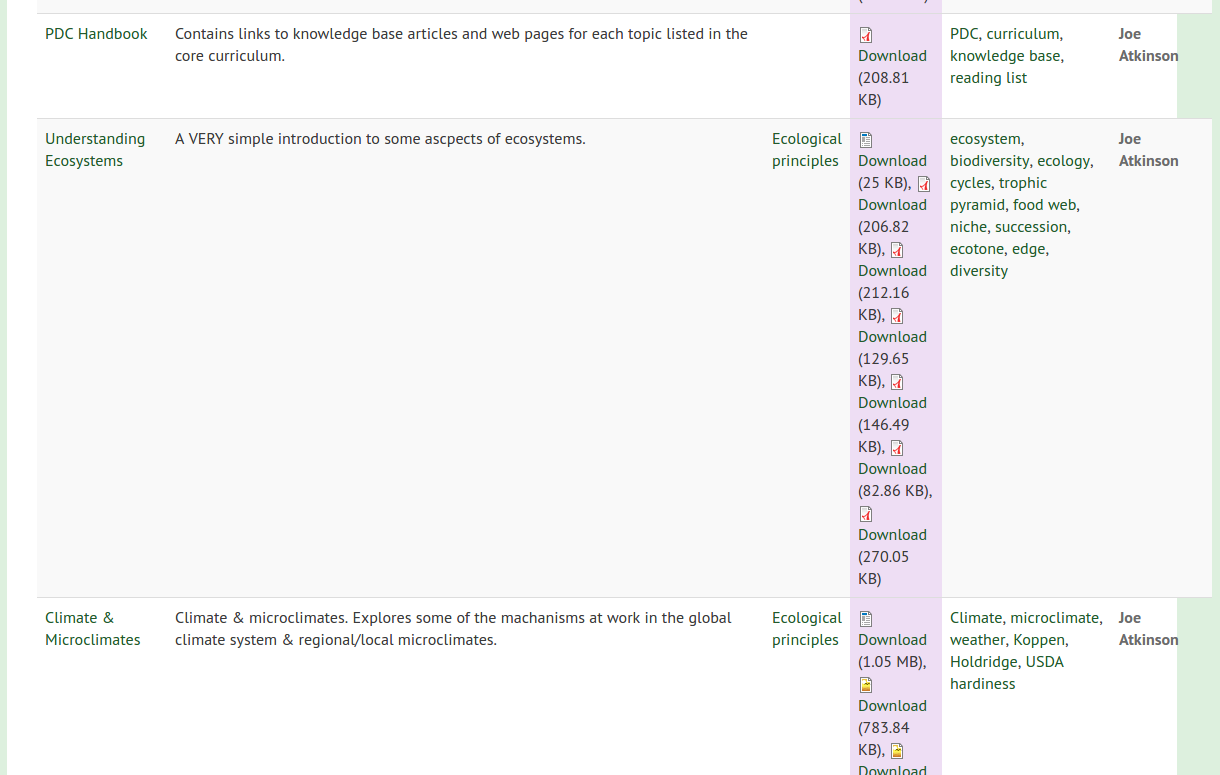 PDC Handbook
Contains links to knowledge base articles and web pages for each topic listed in the
core curriculum.
Download
(208.81
KB)
PDC, curriculum,
knowledge base,
reading list
Joe
Atkinson
Understanding
Ecosystems
A VERY simple introduction to some ascpects of ecosystems.
Ecological
principles
Download
(25 KB),
Download
(206.82
KB),
Download
(212.16
KB),
Download
(129.65
KB),
Download
(146.49
KB),
Download
(82.86 KB),
Download
(270.05
KB)
ecosystem,
biodiversity, ecology,
cycles, trophic
pyramid, food web,
niche, succession,
ecotone, edge,
diversity
Joe
Atkinson
Climate &
Microclimates
Climate & microclimates. Explores some of the machanisms at work in the global
climate system & regional/local microclimates.
Ecological
principles
Download
(1.05 MB),
Download
(783.84
KB),
Download
Climate, microclimate,
weather, Koppen,
Holdridge, USDA
hardiness
Joe
Atkinson